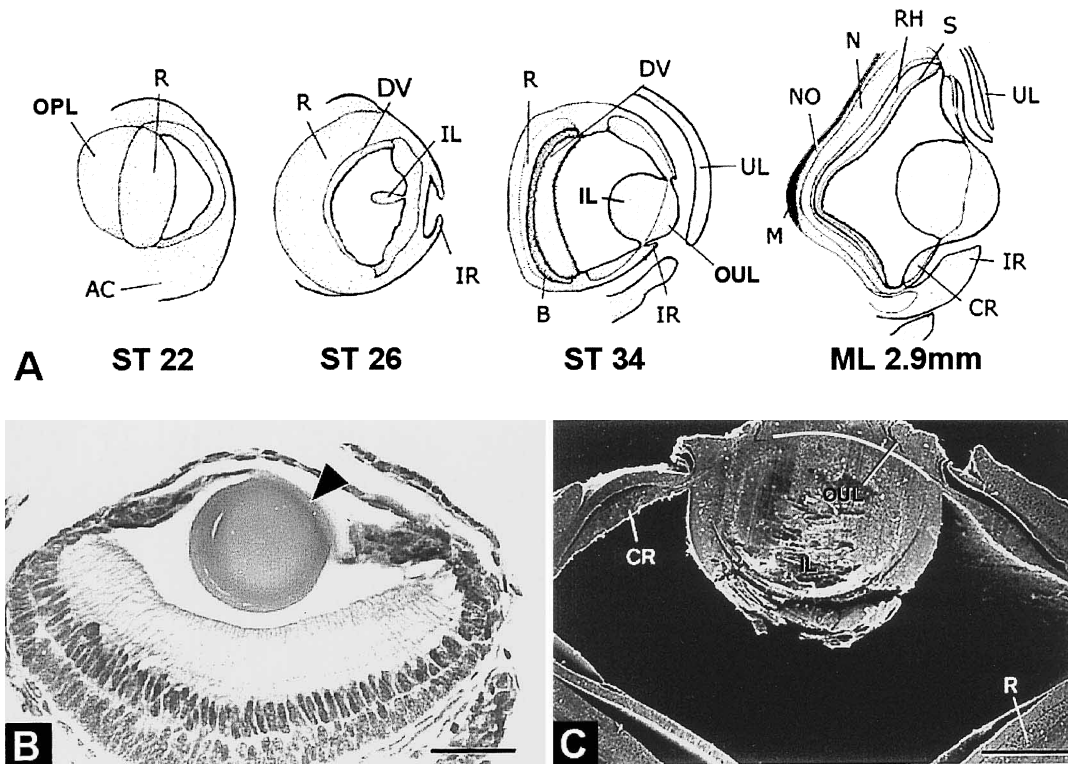 R
OPL
AC
ST 22
R
DV
IL
IR
ST 26
R
DV
IL
UL
OUL
B
IR
ST 34
N
RH
S
NO
UL
M
IR
CR
ML 2.9mm
A
B
OUL
CR
IL
R
C